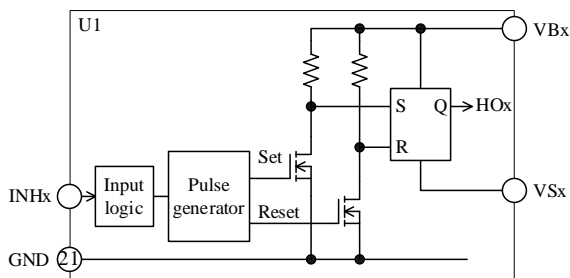 U1
VBx
S
Q
HOx
R
Set
Input
logic
Pulse
generator
INHx
VSx
Reset
GND
21